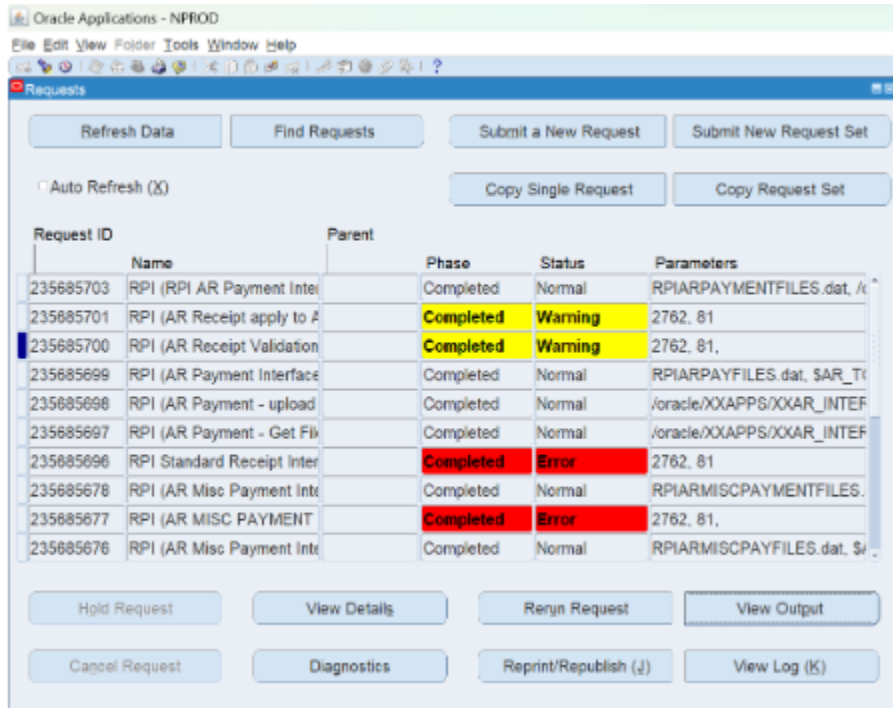 Oracle Applications - NPROD
File Edit View Folder Tools Window Help
Requests
Refresh Data Find Requests Submit a New Request Submit New Request Set
Auto Refresh (X) Copy Single Request Copy Request Set
Request ID Parent
Name Phase Status Parameters
235685703 RPI (RPI AR Payment Inte Completed Normal RPIARPAYMENTFILES.dat, /
235685701 RPI (AR Receipt apply to A Completed Warning 2762, 81
235685700 RPI (AR Receipt Validation Completed Warning 2762, 81,
235685699 RPI (AR Payment Interface Completed Normal RPIARPAYFILES.dat, $AR_T
235685698 RPI (AR Payment - upload Completed Normal /oracle/XXAPPS/XXAR_INTER
235685697 RPI (AR Payment - Get Fil Completed Normal /oracle/XXAPPS/XXAR_INTER
235685696 RPI Standard Receipt Inter Completed Error 2762, 81
235685678 RPI (AR Misc Payment Inte Completed Normal RPIARMISCPAYMENTFILES.
235685677 RPI (AR MISC PAYMENT Completed Error 2762, 81,
235685676 RPI (AR Misc Payment Inte Completed Normal RPIARMISCPAYFILES.dat, $
Hold Request View Details Rerun Request View Output
Cancel Request Diagnostics Reprint/Republish (J) View Log (K)